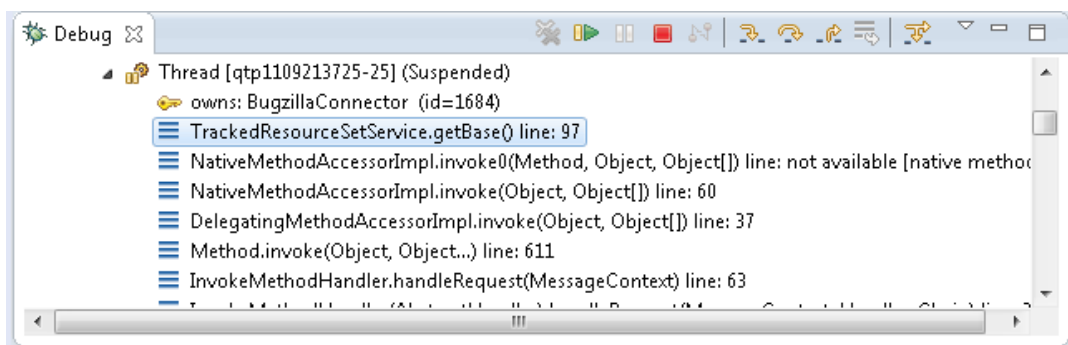 Debug
Thread [qtp1109213725-25] (Suspended)
owns: BugzillaConnector (id=1684)
TrackedResourceSetService.getBase() line: 97
NativeMethodAccessorImpl.invoke0(Method, Object, Object[]) line: not available [native metho
NativeMethodAccessorImpl.invoke(Object, Object[]) line: 60
DelegatingMethodAccessorImpl.invoke(Object, Object[]) line: 37
Method.invoke(Object, Object...) line: 611
InvokeMethodHandler.handleRequest(MessageContext) line: 63